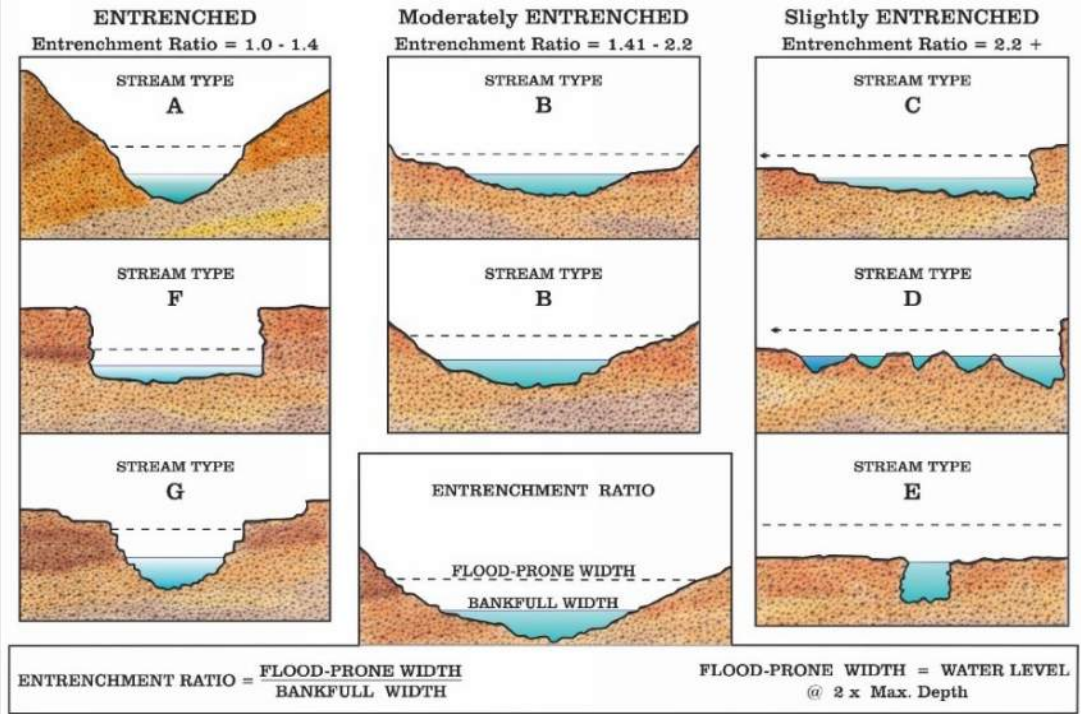 ENTRENCHED
Entrenchment Ratio = 1.0 - 1.4
STREAM TYPE
A
STREAM TYPE
F
STREAM TYPE
G
Moderately ENTRENCHED
Entrenchment Ratio = 1.41 - 2.2
STREAM TYPE
B
STREAM TYPE
B
Slightly ENTRENCHED
Entrenchment Ratio = 2.2 +
STREAM TYPE
C
STREAM TYPE
D
STREAM TYPE
E
ENTRENCHMENT RATIO
FLOOD-PRONE WIDTH
BANKFULL WIDTH
ENTRENCHMENT RATIO = FLOOD-PRONE WIDTH
BANKFULL WIDTH
FLOOD-PRONE WIDTH = WATER LEVEL
@ 2 x Max. Depth